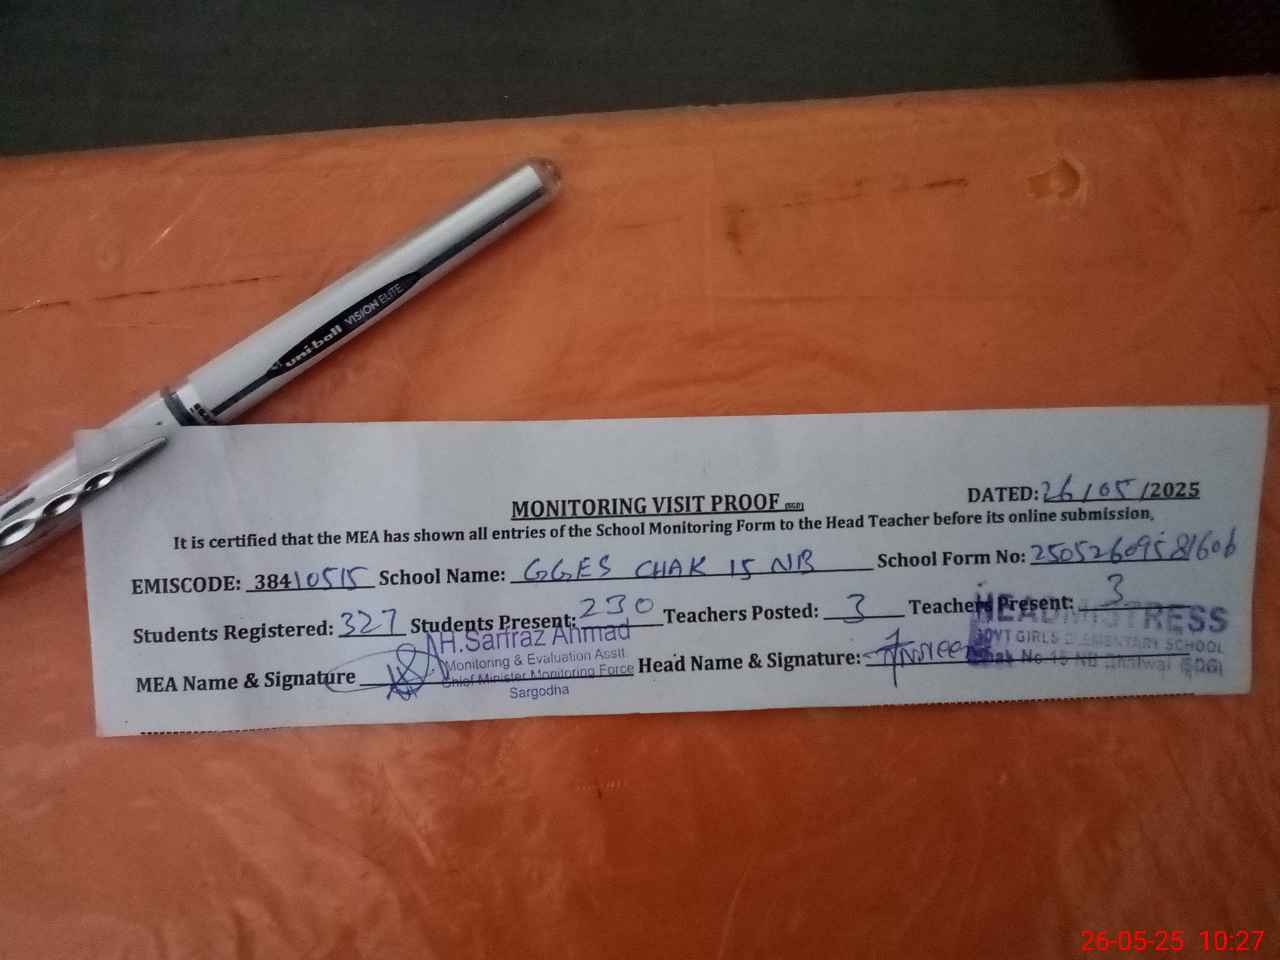 uni-ball VISION ELITE
MONITORING VISIT PROOF (SGD)
DATED: 26/05/2025
It is certified that the MEA has shown all entries of the School Monitoring Form to the Head Teacher before its online submission.
EMISCODE: 38410515 School Name: GGES CHAK 15 NB School Form No: 25052609581606
Students Registered: 327 Students Present: 230 Teachers Posted: 3 Teachers Present: 3
MEA Name & Signature Head Name & Signature:
H.Sarfraz Ahmad
Monitoring & Evaluation Asstt.
Chief Minister Monitoring Force
Sargodha
HEADMISTRESS
GOVT GIRLS ELEMENTARY SCHOOL
Chak No 15 NB Bhalwal (SGD)
26-05-25 10:27